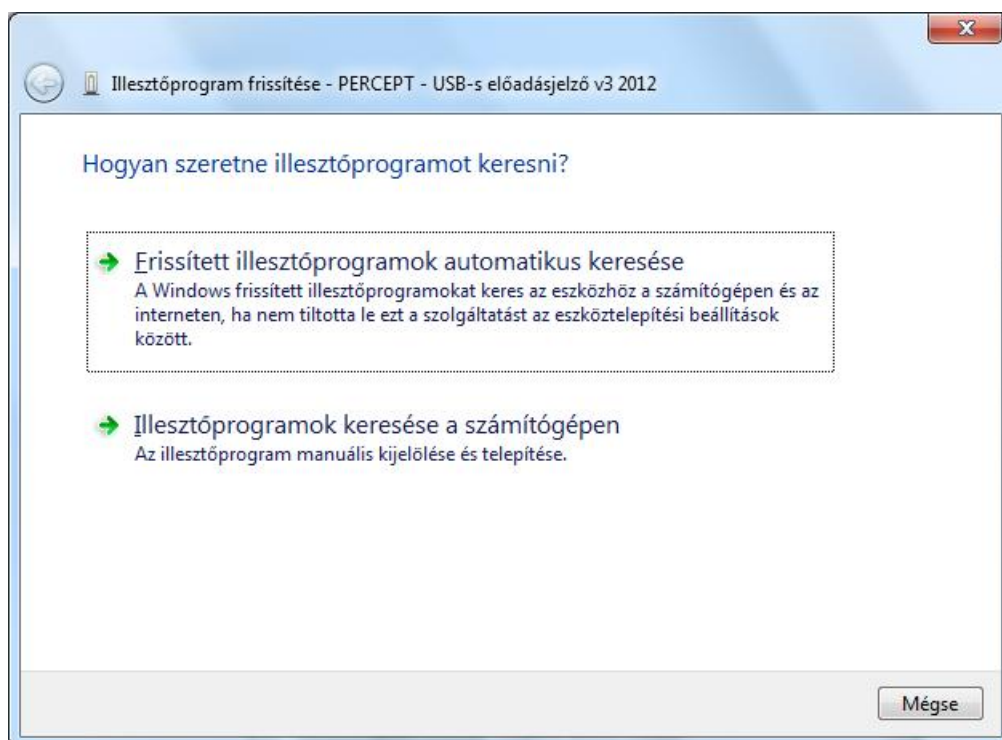 Illesztőprogram frissítése - PERCEPT - USB-s előadásjelző v3 2012
Hogyan szeretne illesztőprogramot keresni?
Frissített illesztőprogramok automatikus keresése
A Windows frissített illesztőprogramokat keres az eszközhöz a számítógépen és az
interneten, ha nem tiltotta le ezt a szolgáltatást az eszköztelepítési beállítások
között.
Illesztőprogramok keresése a számítógépen
Az illesztőprogram manuális kijelölése és telepítése.
Mégse